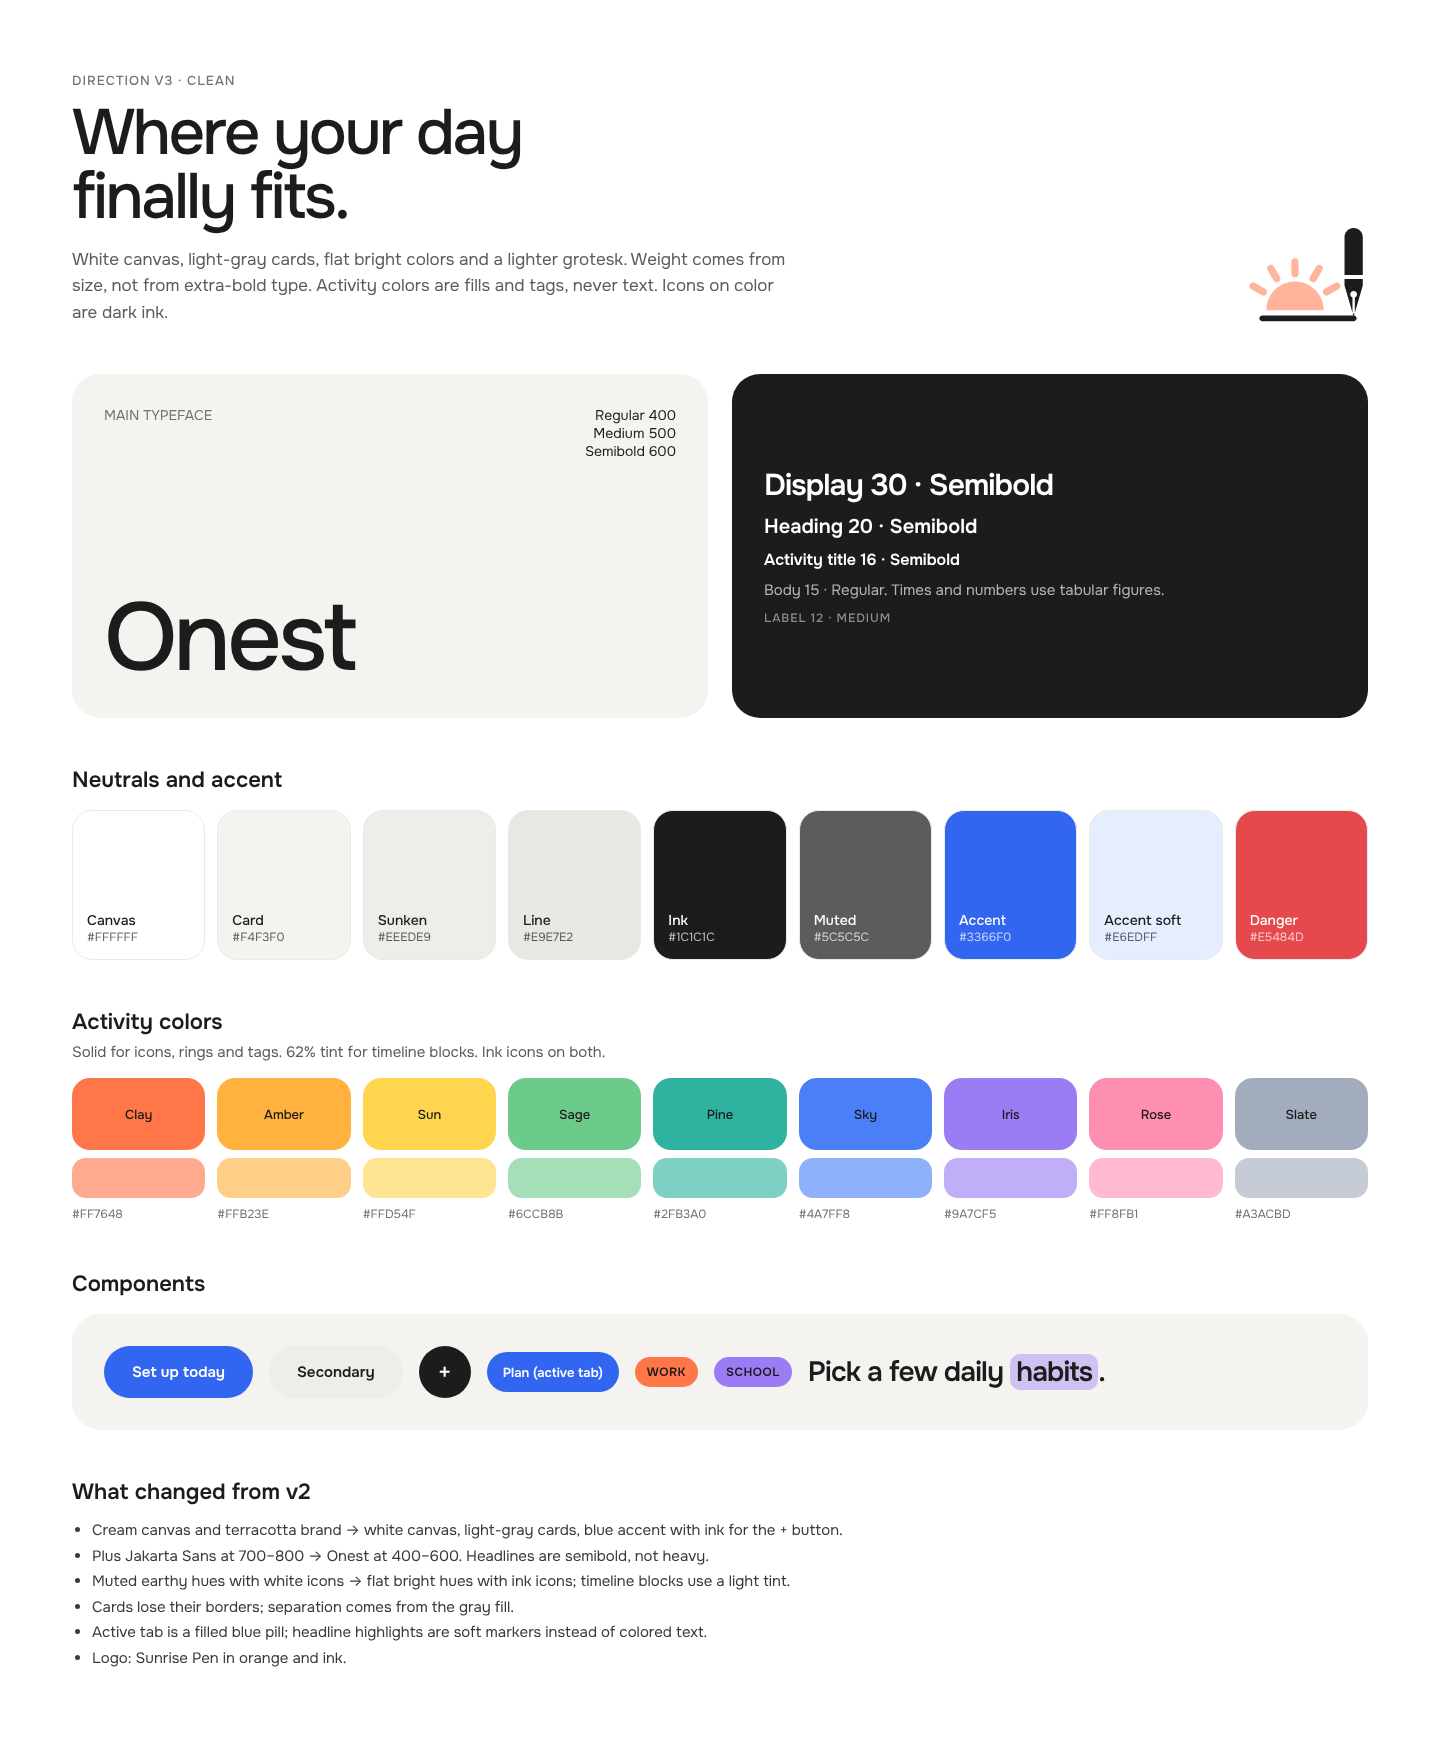 DIRECTION V3 · CLEAN
Where your day
finally fits.
White canvas, light-gray cards, flat bright colors and a lighter grotesk. Weight comes from
size, not from extra-bold type. Activity colors are fills and tags, never text. Icons on color
are dark ink.
MAIN TYPEFACE
Regular 400
Medium 500
Semibold 600
Onest
Display 30 · Semibold
Heading 20 · Semibold
Activity title 16 · Semibold
Body 15 · Regular. Times and numbers use tabular figures.
LABEL 12 · MEDIUM
Neutrals and accent
Canvas
#FFFFFF
Card
#F4F3F0
Sunken
#EEEDE9
Line
#E9E7E2
Ink
#1C1C1C
Muted
#5C5C5C
Accent
#3366F0
Accent soft
#E6EDFF
Danger
#E5484D
Activity colors
Solid for icons, rings and tags. 62% tint for timeline blocks. Ink icons on both.
Clay
Amber
Sun
Sage
Pine
Sky
Iris
Rose
Slate
#FF7648
#FFB23E
#FFD54F
#6CCB8B
#2FB3A0
#4A7FF8
#9A7CF5
#FF8FB1
#A3ACBD
Components
Set up today
Secondary
+
Plan (active tab)
WORK
SCHOOL
Pick a few daily habits.
What changed from v2
• Cream canvas and terracotta brand → white canvas, light-gray cards, blue accent with ink for the + button.
• Plus Jakarta Sans at 700–800 → Onest at 400–600. Headlines are semibold, not heavy.
• Muted earthy hues with white icons → flat bright hues with ink icons; timeline blocks use a light tint.
• Cards lose their borders; separation comes from the gray fill.
• Active tab is a filled blue pill; headline highlights are soft markers instead of colored text.
• Logo: Sunrise Pen in orange and ink.